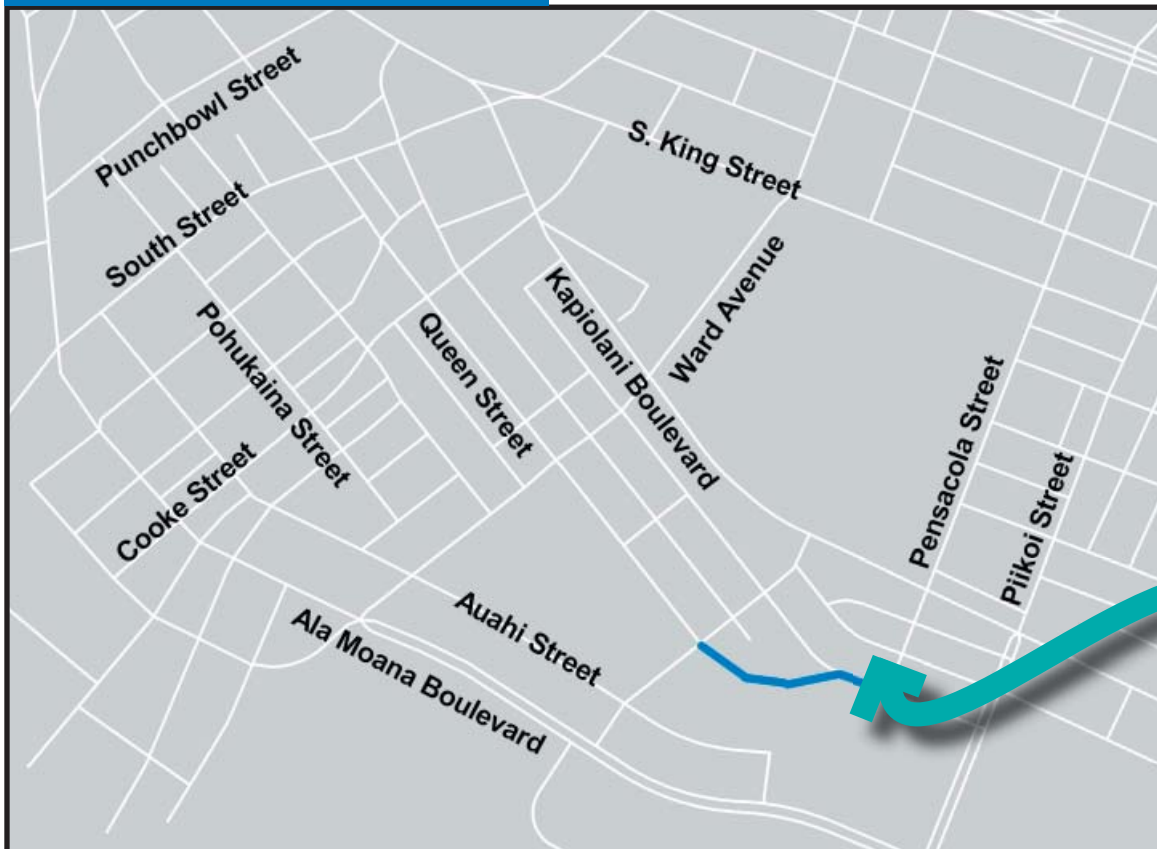 Punchbowl Street
S. King Street
South Street
Ward Avenue
Kapiolani Boulevard
Pohukaina Street
Queen Street
Pensacola Street
Piikoi Street
Cooke Street
Auahi Street
Ala Moana Boulevard